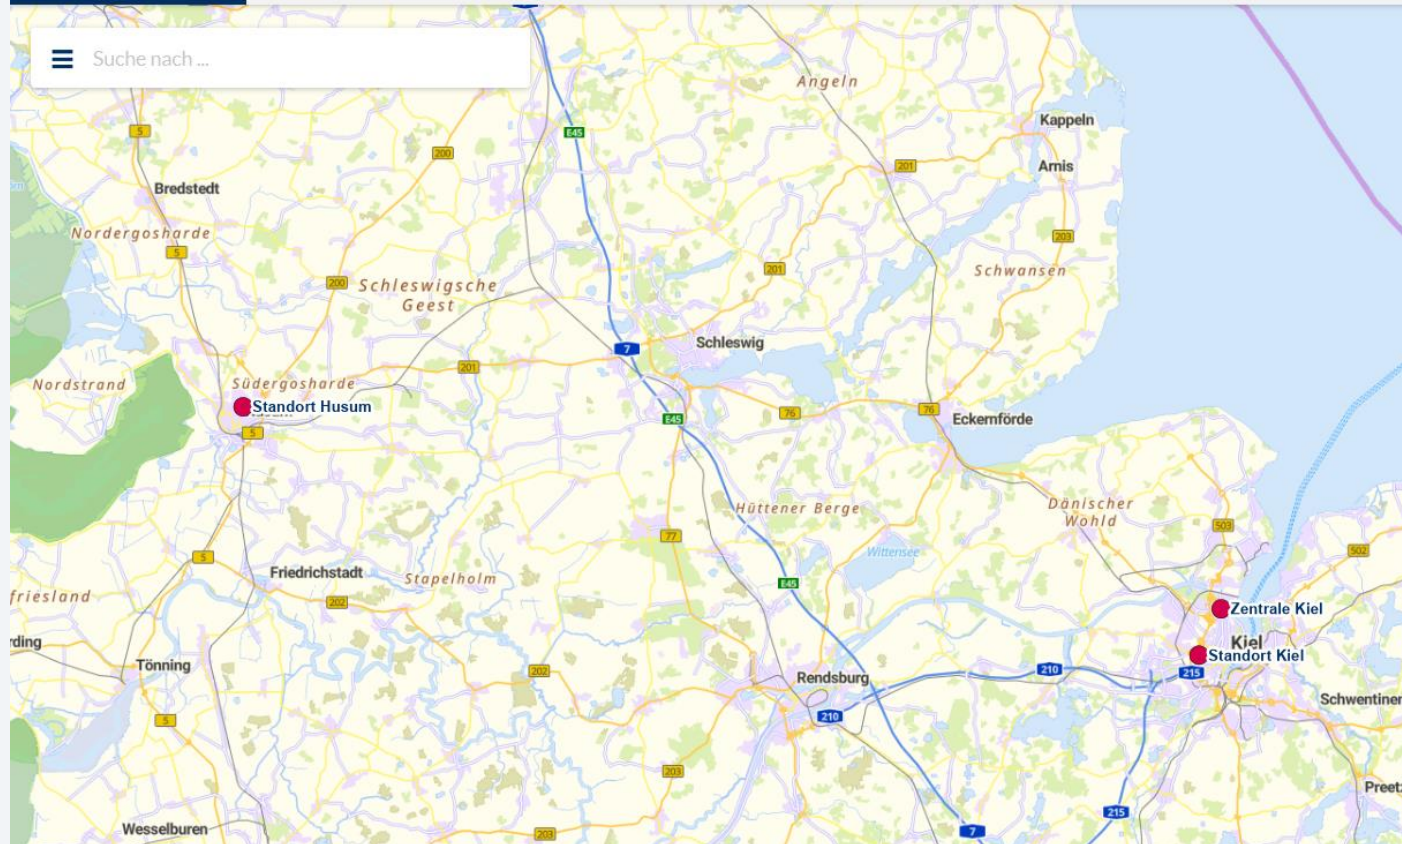 Suche nach ...
Angeln
E45
Kappeln
5
200
201
Arnis
Bredstedt
Nordergosharde
203
5
201
Schwansen
200
Schleswigsche
Geest
Schleswig
7
201
Nordstrand
Südergosharde
Standort Husum
76
76
E45
Eckernförde
5
Hüttener Berge
Dänischer
Wohld
503
77
502
Wittensee
5
Friedrichstadt
Stapelholm
E45
friesland
202
Zentrale Kiel
rding
Kiel
Standort Kiel
Tönning
202
210
215
Rendsburg
Schwentiner
5
210
203
Preetz
215
Wesselburen
203
7